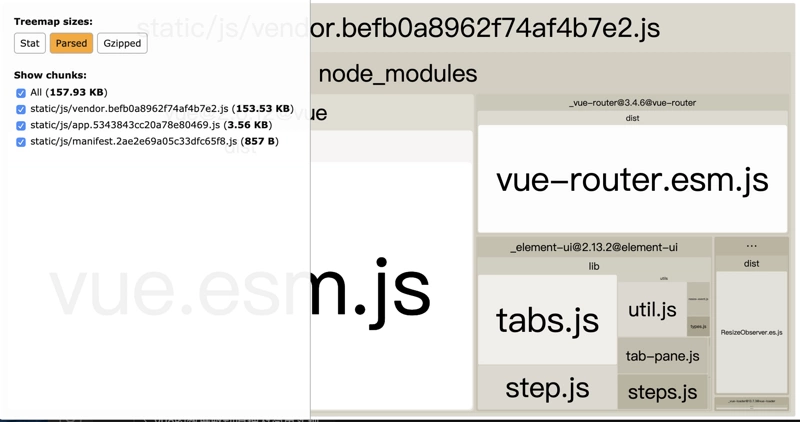 Treemap sizes:
Stat
Parsed
Gzipped
Show chunks:
All (157.93 KB)
static/js/vendor.befb0a8962f74af4b7e2.js (153.53 KB)
static/js/app.5343843cc20a78e80469.js (3.56 KB)
static/js/manifest.2ae2e69a05c33dfc65f8.js (857 B)
static/js/vendor.befb0a8962f74af4b7e2.js
node_modules
vue
vue.esm.js
_vue-router@3.4.6@vue-router
dist
vue-router.esm.js
_element-ui@2.13.2@element-ui
lib
tabs.js
step.js
utils
util.js
types.js
tab-pane.js
steps.js
...
dist
ResizeObserver.es.js